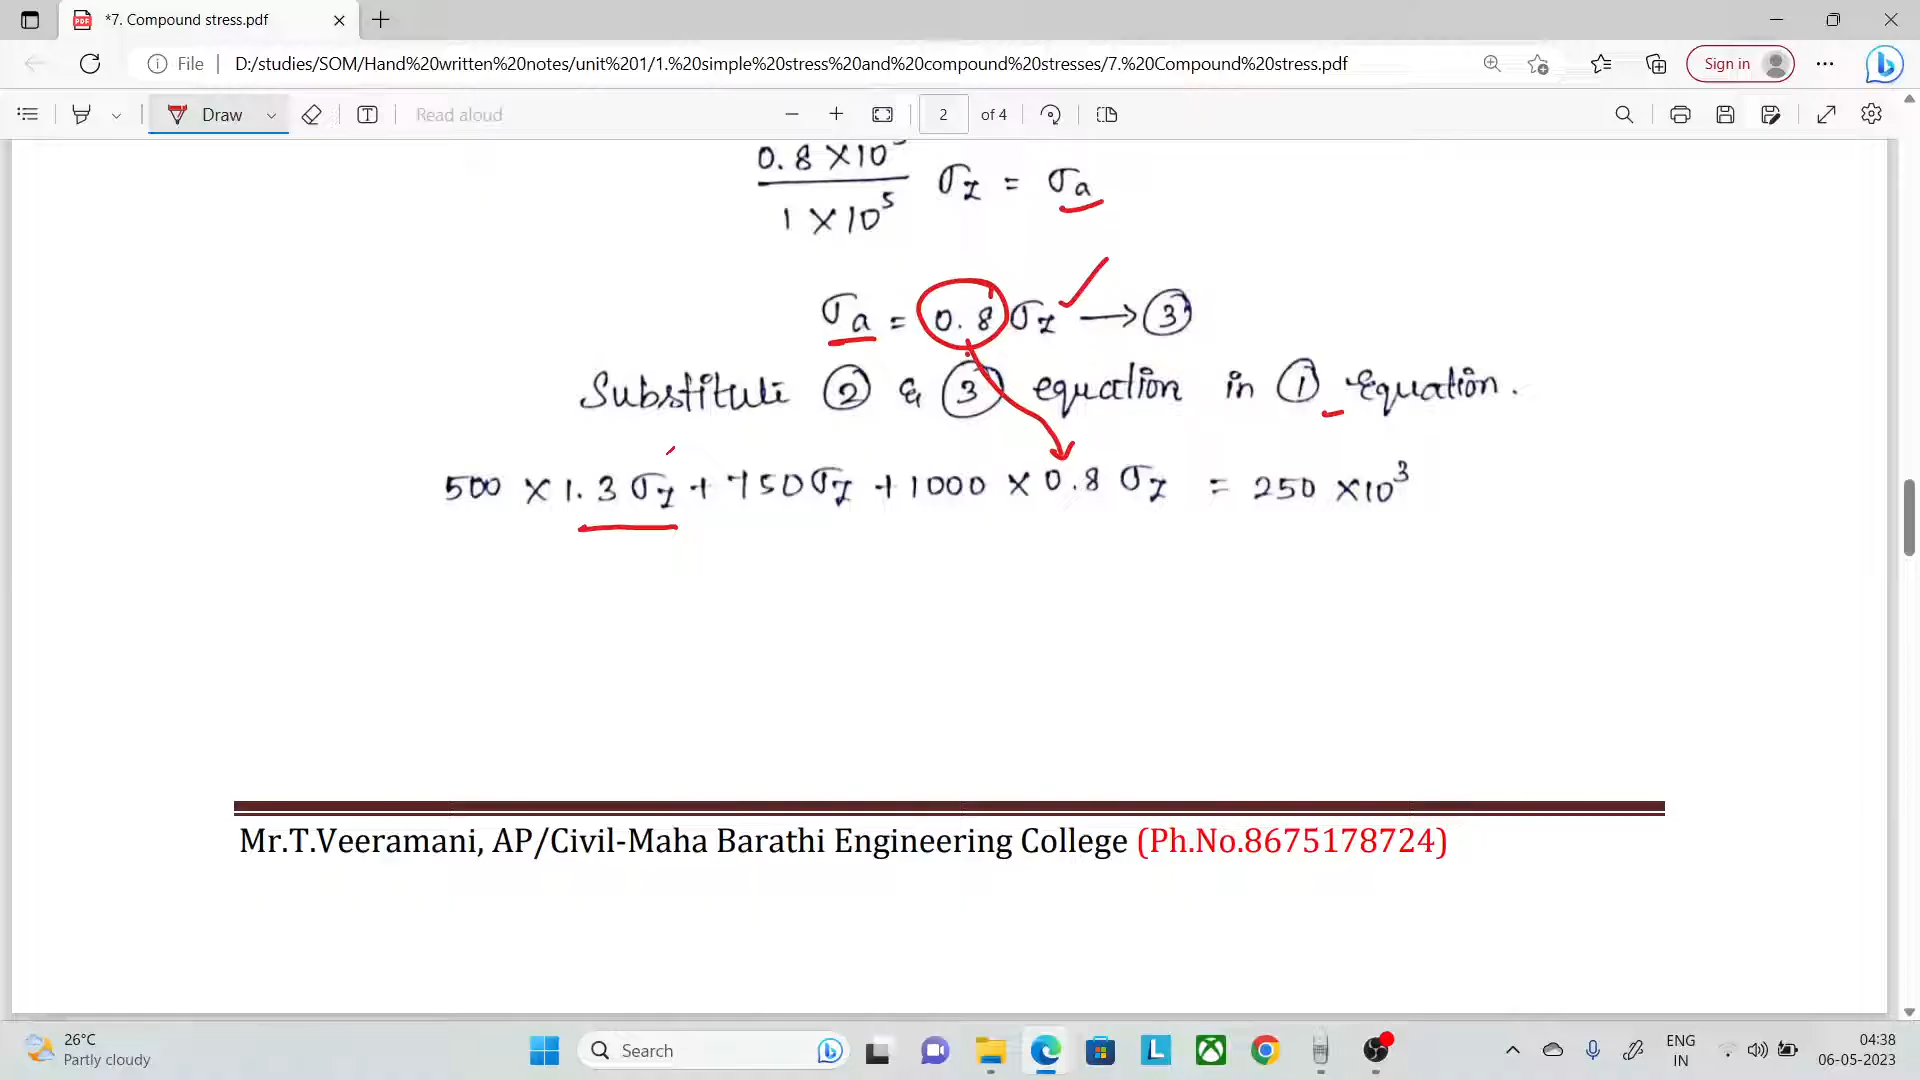 *7. Compound stress.pdf
File
D:/studies/SOM/Hand%20written%20notes/unit%201/1.%20simple%20stress%20and%20compound%20stresses/7.%20Compound%20stress.pdf
Sign in
Draw
Read aloud
2 of 4
0.8 × 10
1 × 10⁵
σz = σa
σa = 0.8 σz → ③
Substitute ② & ③ equation in ① equation.
500 × 1.3 σz + 750 σz + 1000 × 0.8 σz = 250 × 10³
Mr.T.Veeramani, AP/Civil-Maha Barathi Engineering College (Ph.No.8675178724)
26°C
Partly cloudy
Search
ENG
IN
04:38
06-05-2023